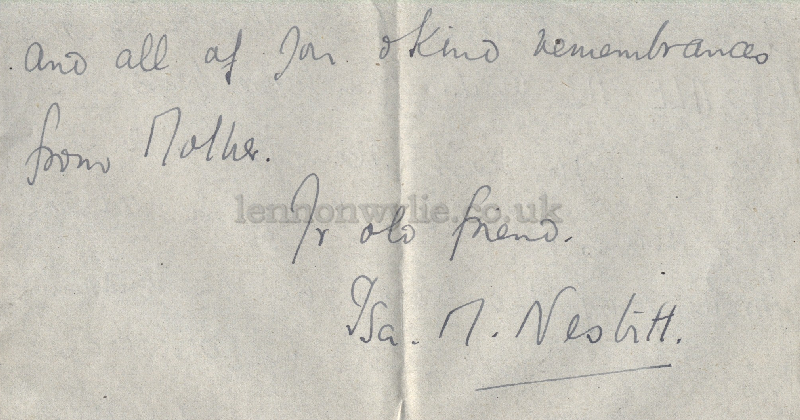 and all of you & kind remembrances
from Mother.
lennonwylie.co.uk
Yr old friend.
Isa. M. Nesbitt.